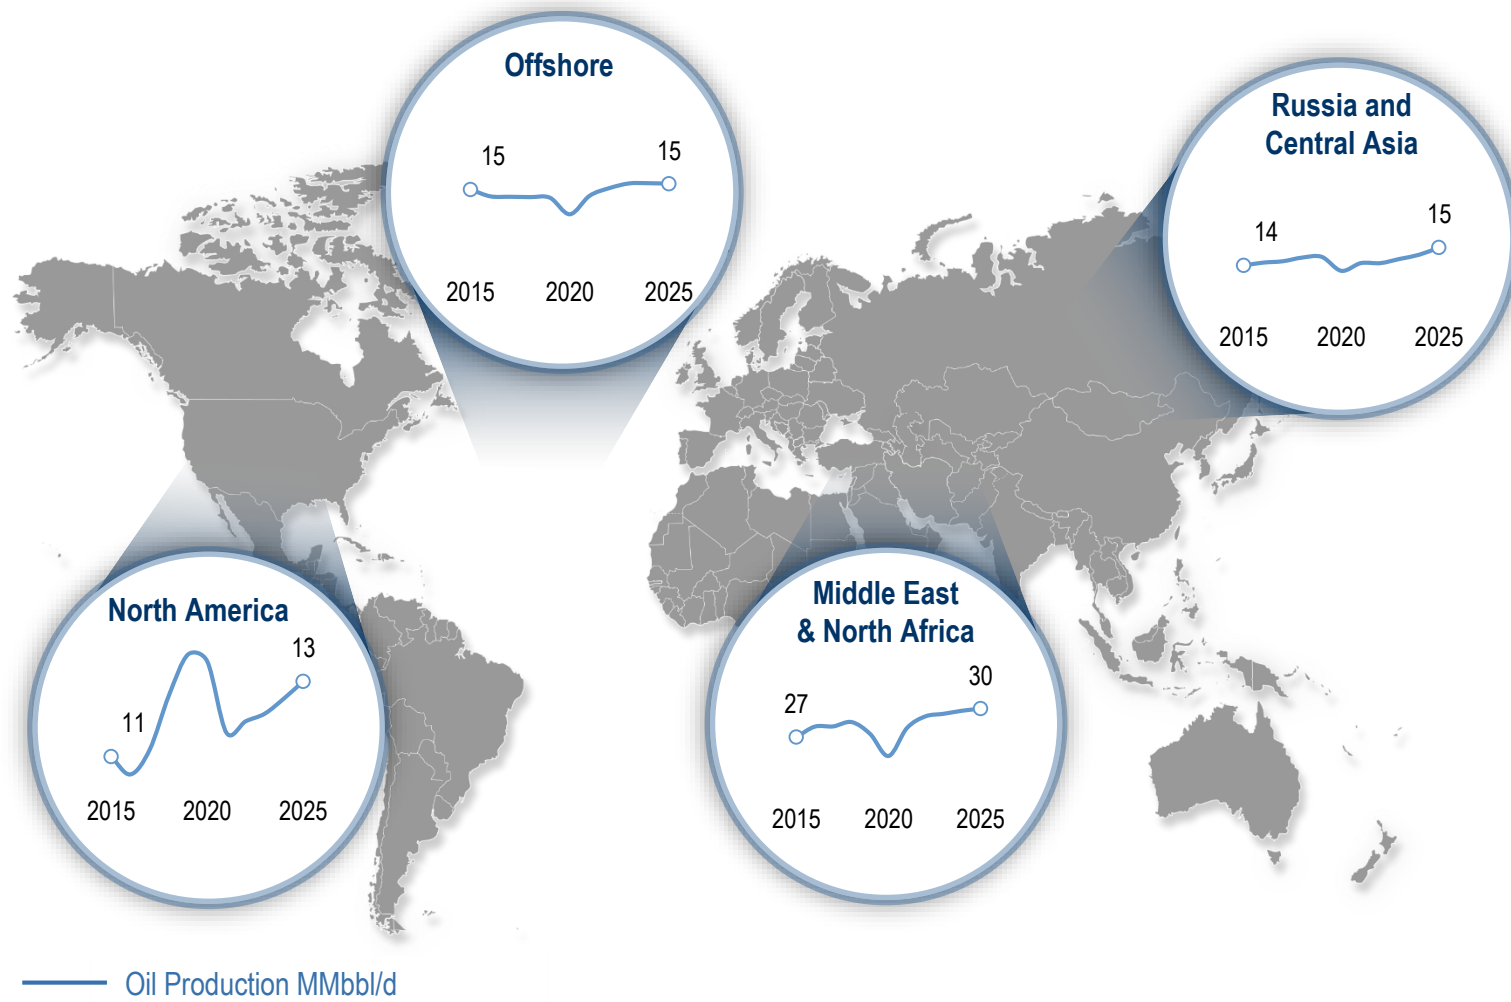 Offshore
15
15
2015 2020 2025
Russia and
Central Asia
14
15
2015 2020 2025
North America
11
13
2015 2020 2025
Middle East
& North Africa
27
30
2015 2020 2025
Oil Production MMbbl/d